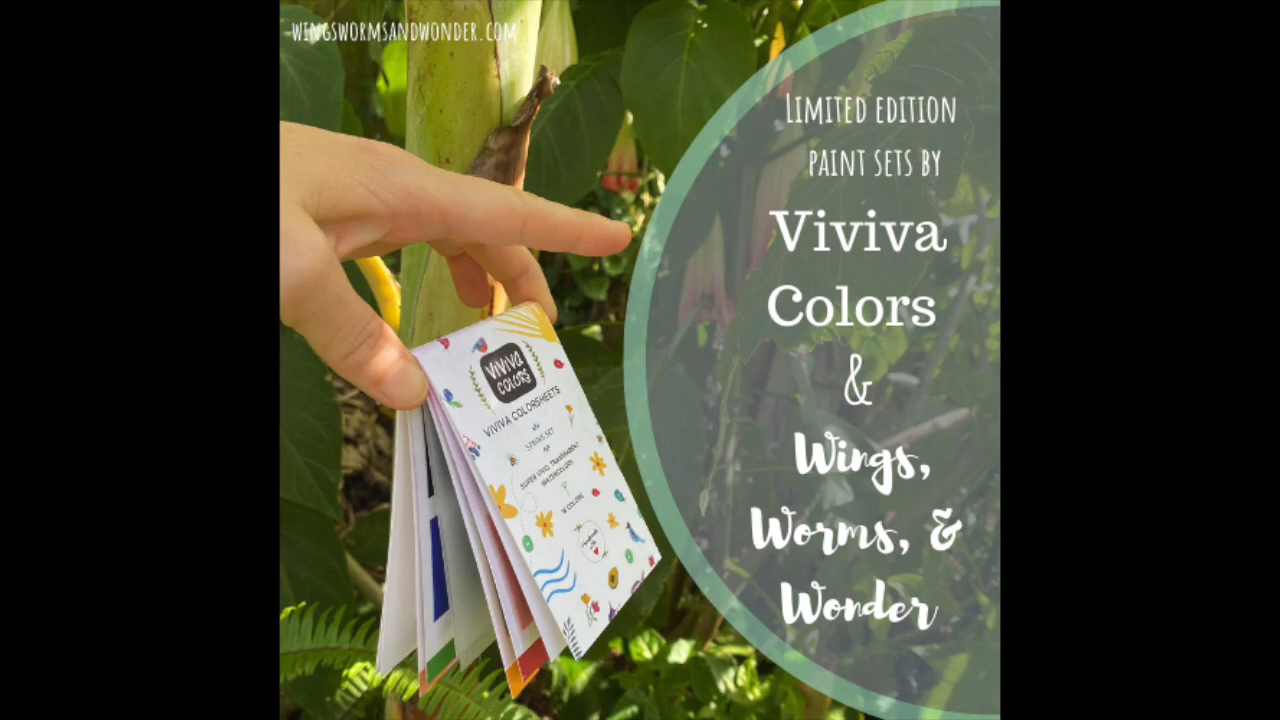 WINGSWORMSANDWONDER.COM
LIMITED EDITION
PAINT SETS BY
Viviva
Colors
&
Wings,
Worms, &
Wonder
VIVIVA
COLORS
VIVIVA COLORSHEETS
SPRING SET
SUPER VIVID TRANSPARENT
WATERCOLORS
16 COLORS